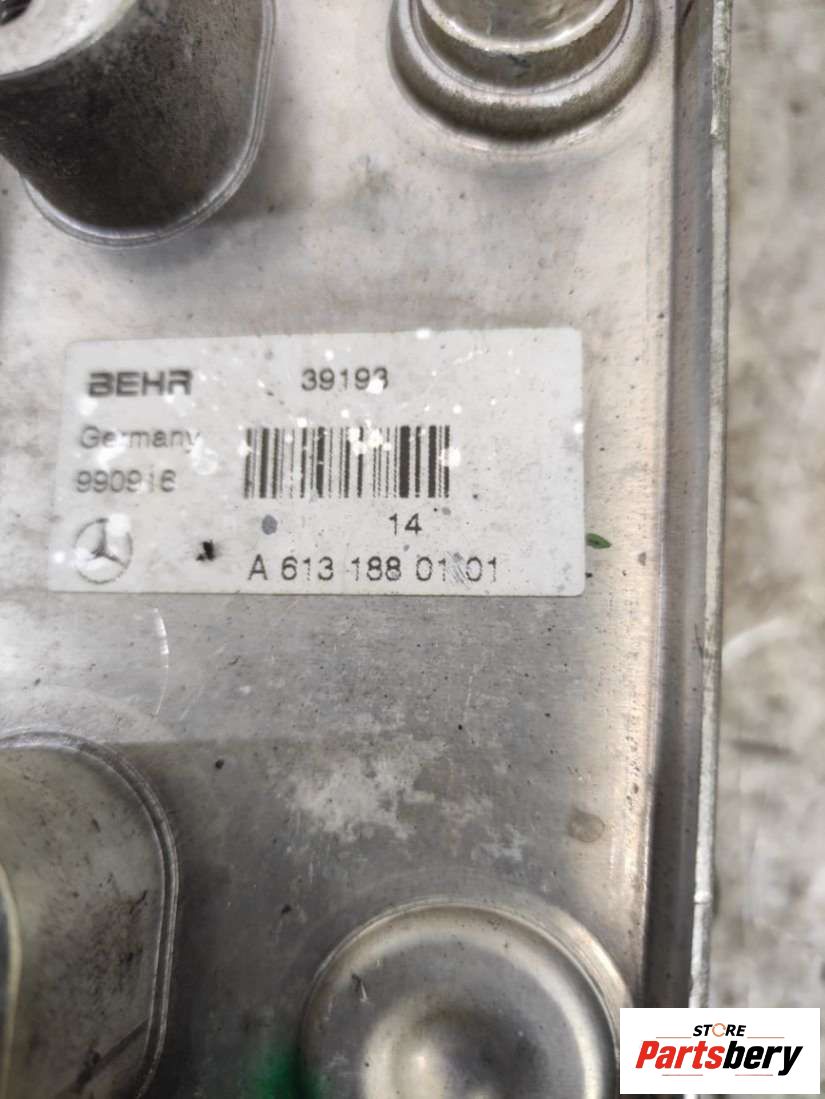 BEHR 39193
Germany
990916
14
A 613 188 01 01
STORE
Partsbery